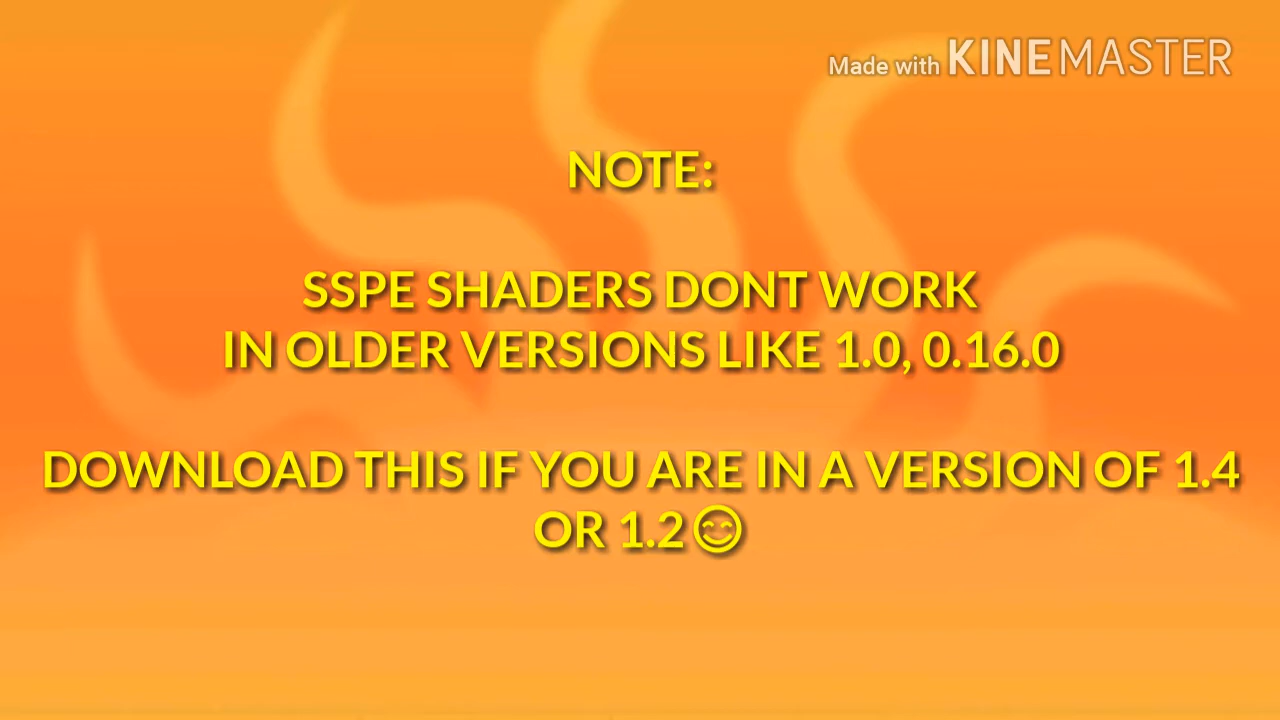 Made with KINEMASTER
NOTE:
SSPE SHADERS DONT WORK
IN OLDER VERSIONS LIKE 1.0, 0.16.0
DOWNLOAD THIS IF YOU ARE IN A VERSION OF 1.4
OR 1.2😊